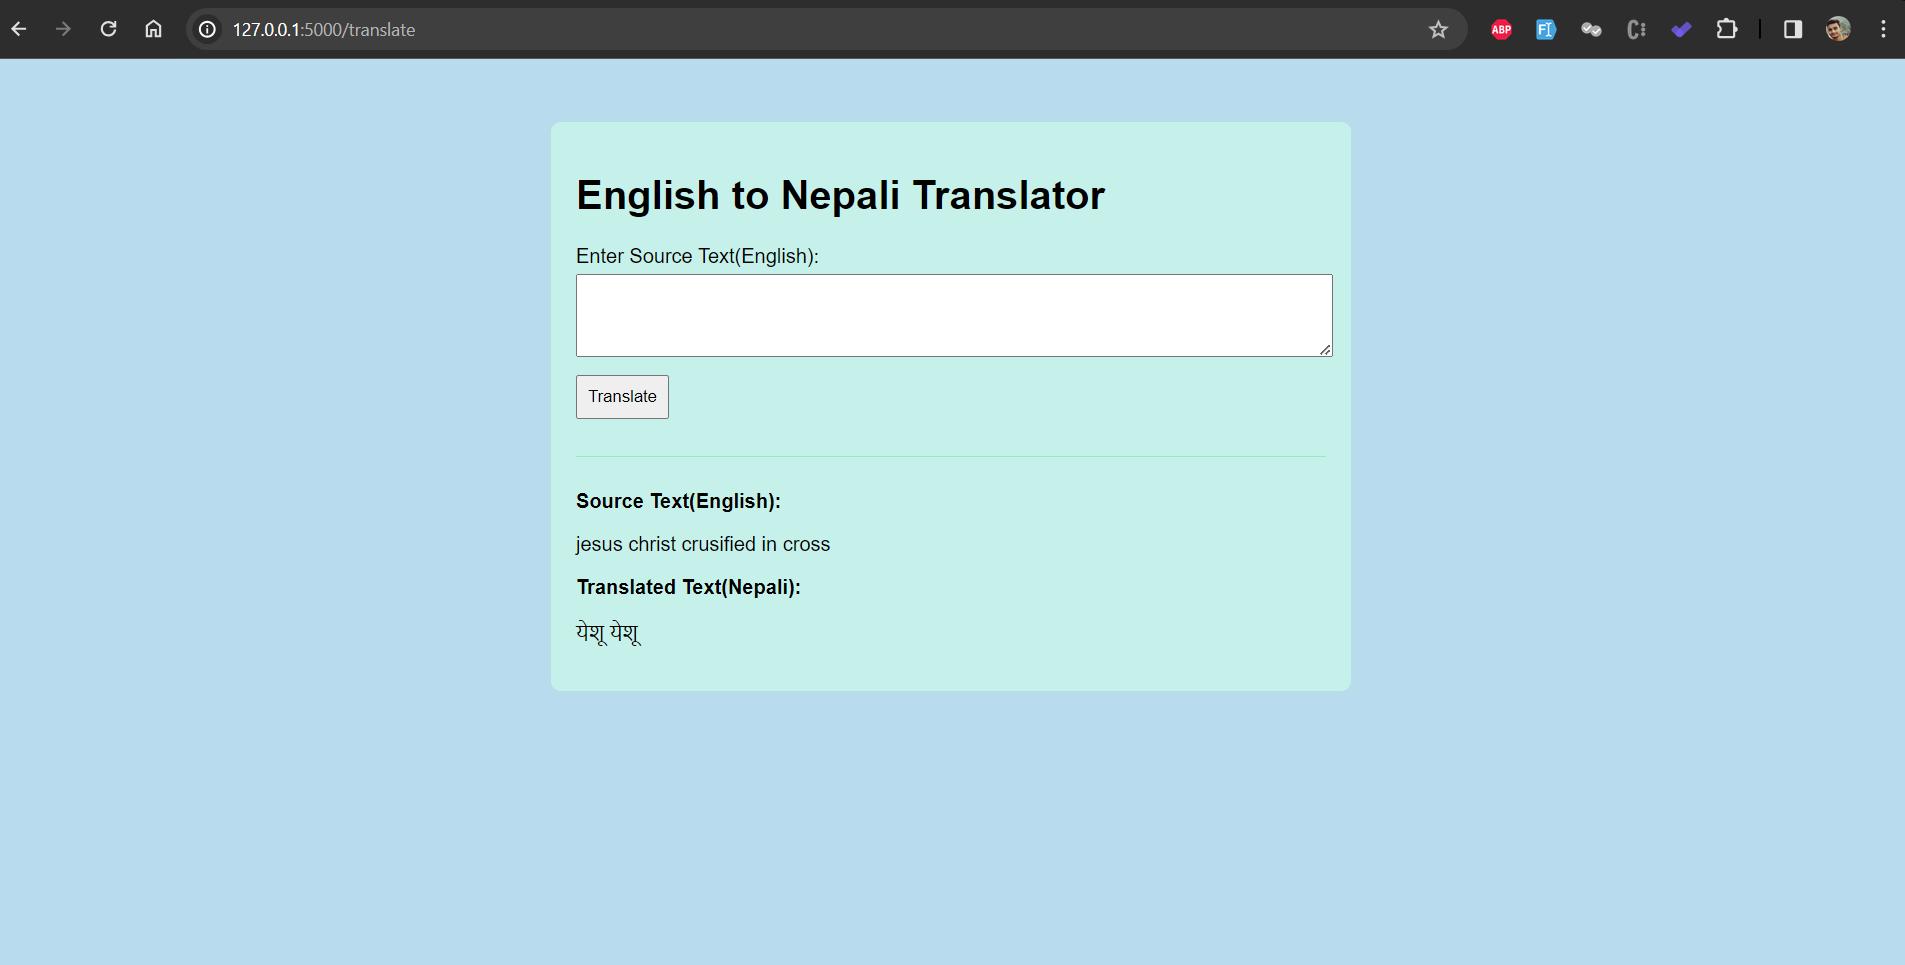 127.0.0.1:5000/translate
ABP
English to Nepali Translator
Enter Source Text(English):
Translate
Source Text(English):
jesus christ crusified in cross
Translated Text(Nepali):
येशू येशू